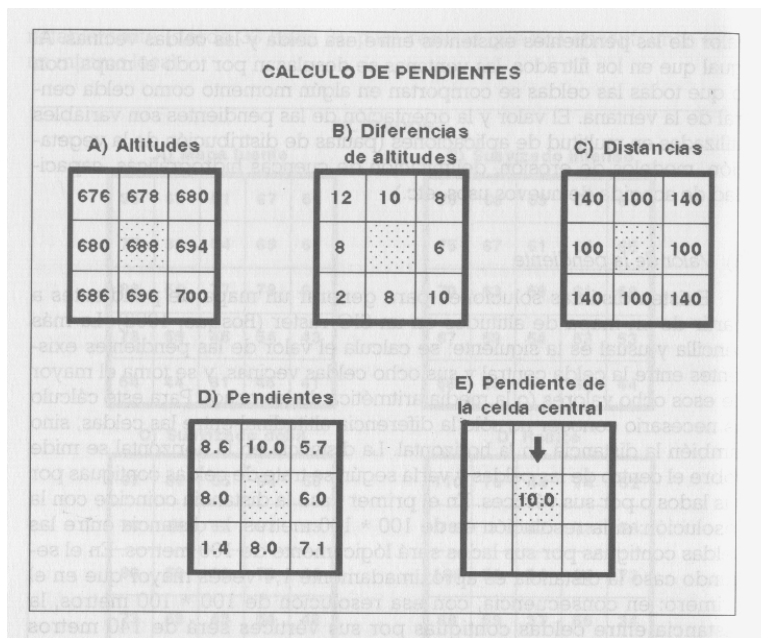 CALCULO DE PENDIENTES
A) Altitudes
676 678 680
680 688 694
686 696 700
B) Diferencias
de altitudes
12 10 8
8 6
2 8 10
C) Distancias
140 100 140
100 100
140 100 140
D) Pendientes
8.6 10.0 5.7
8.0 6.0
1.4 8.0 7.1
E) Pendiente de
la celda central
10.0